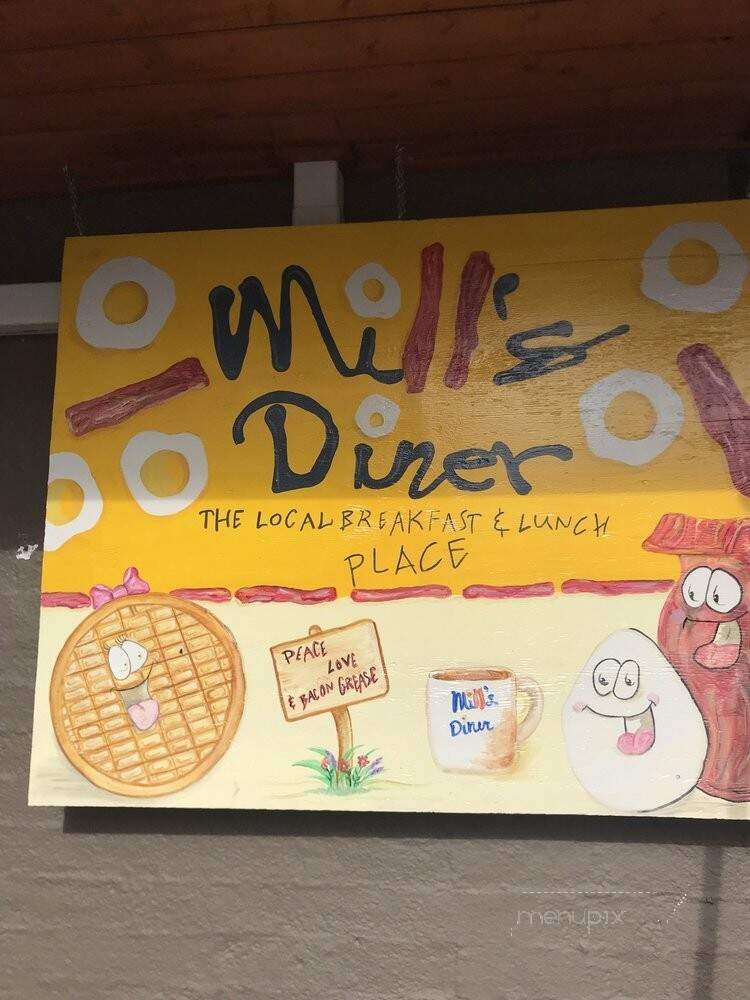 Mill's
Diner
THE LOCAL BREAKFAST & LUNCH
PLACE
PEACE
LOVE
& BACON GREASE
Mill's
Diner
menupix